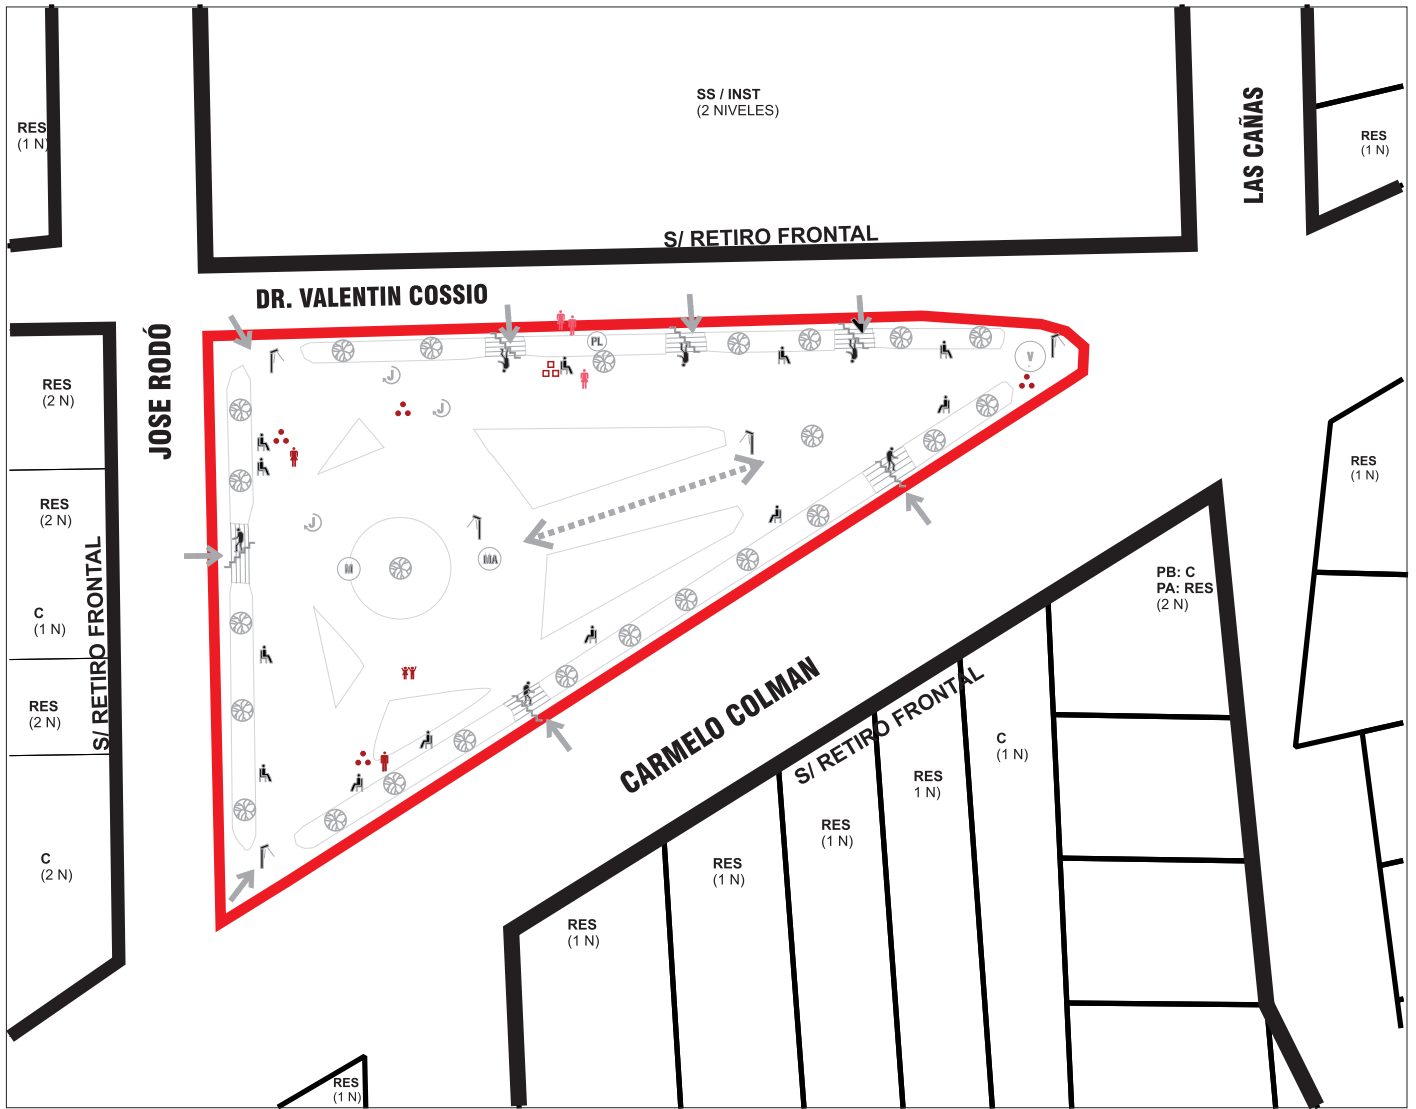 SS / INST
(2 NIVELES)
RES
(1 N)
LAS CAÑAS
RES
(1 N)
S/ RETIRO FRONTAL
DR. VALENTIN COSSIO
JOSE RODÓ
PL
V
J
J
RES
(2 N)
RES
(1 N)
RES
(2 N)
J
S/ RETIRO FRONTAL
M
MA
PB: C
PA: RES
(2 N)
C
(1 N)
RES
(2 N)
CARMELO COLMAN
S/ RETIRO FRONTAL
C
(1 N)
RES
1 N)
RES
(1 N)
RES
(1 N)
C
(2 N)
RES
(1 N)
RES
(1 N)